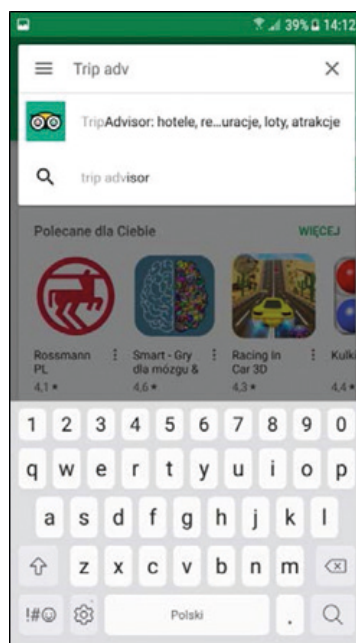 39% 14:12
Trip adv
TripAdvisor: hotele, re...uracje, loty, atrakcje
trip advisor
Polecane dla Ciebie WIĘCEJ
Rossmann PL
4,1 ★
Smart - Gry dla mózgu &
4,6 ★
Racing In Car 3D
4,3 ★
Kulki
4,4 ★
1 2 3 4 5 6 7 8 9 0
q w e r t y u i o p
a s d f g h j k l
z x c v b n m
!#☺ Polski .